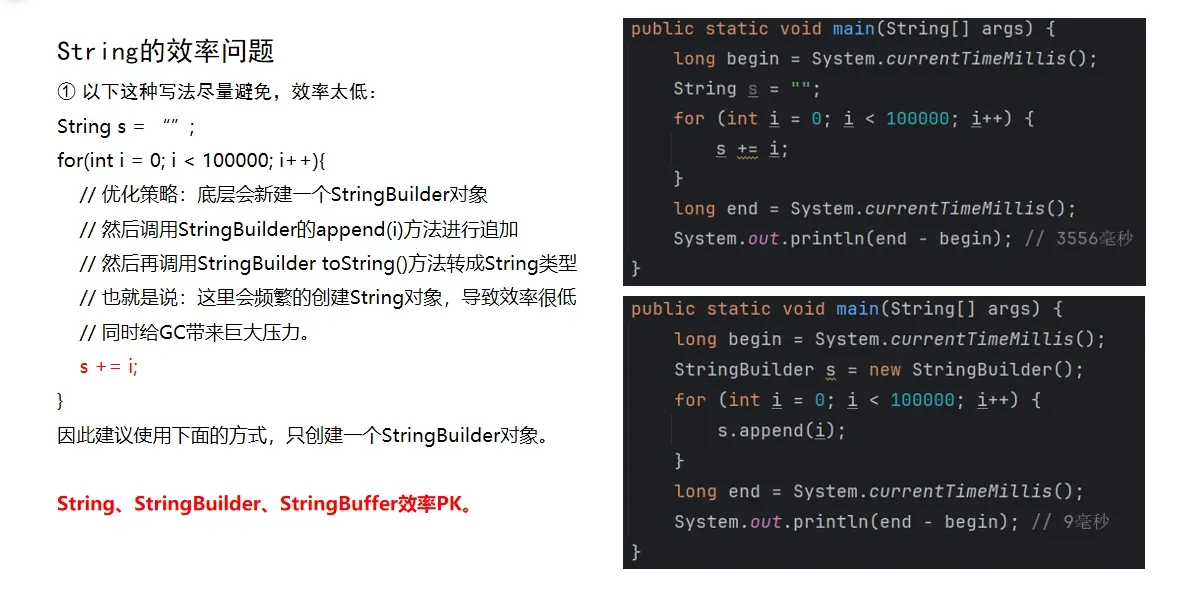 String的效率问题
① 以下这种写法尽量避免，效率太低：
String s = “”;
for(int i = 0; i < 100000; i++){
// 优化策略：底层会新建一个StringBuilder对象
// 然后调用StringBuilder的append(i)方法进行追加
// 然后再调用StringBuilder toString()方法转成String类型
// 也就是说：这里会频繁的创建String对象，导致效率很低
// 同时给GC带来巨大压力。
s += i;
}
因此建议使用下面的方式，只创建一个StringBuilder对象。
String、StringBuilder、StringBuffer效率PK。
public static void main(String[] args) {
long begin = System.currentTimeMillis();
String s = "";
for (int i = 0; i < 100000; i++) {
s += i;
}
long end = System.currentTimeMillis();
System.out.println(end - begin); // 3556毫秒
}
public static void main(String[] args) {
long begin = System.currentTimeMillis();
StringBuilder s = new StringBuilder();
for (int i = 0; i < 100000; i++) {
s.append(i);
}
long end = System.currentTimeMillis();
System.out.println(end - begin); // 9毫秒
}